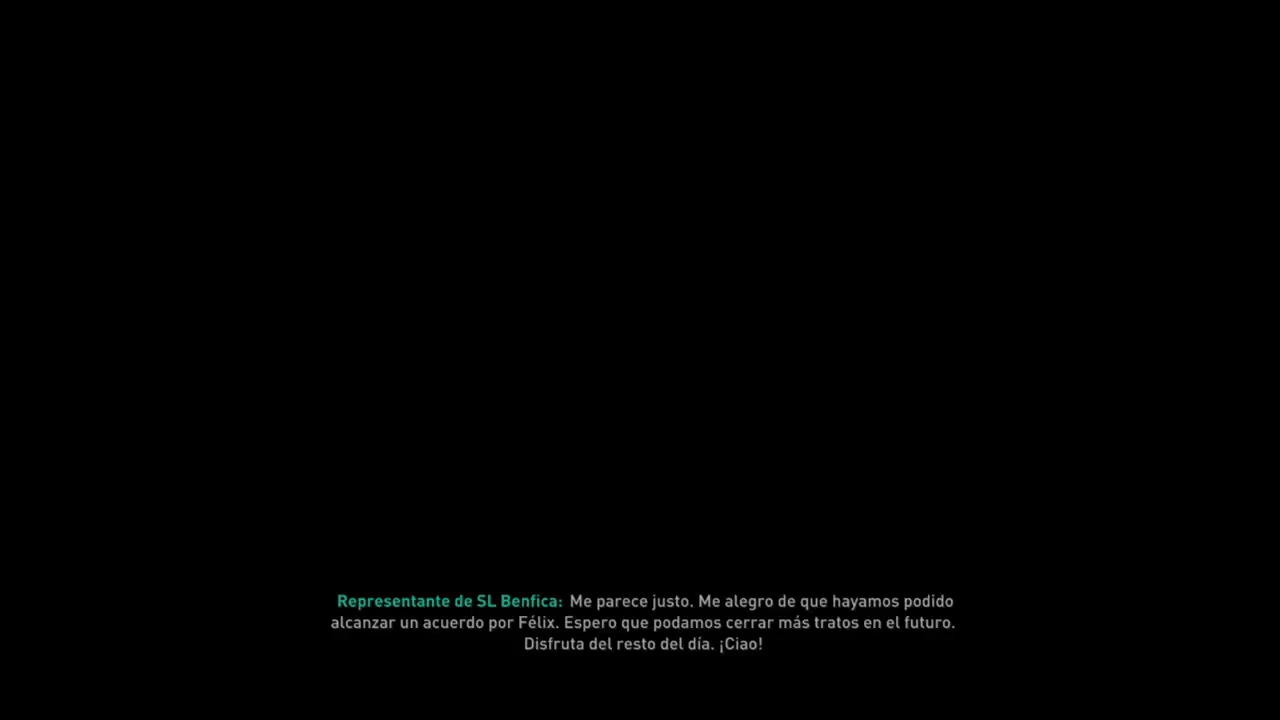 Representante de SL Benfica: Me parece justo. Me alegro de que hayamos podido
alcanzar un acuerdo por Félix. Espero que podamos cerrar más tratos en el futuro.
Disfruta del resto del día. ¡Ciao!